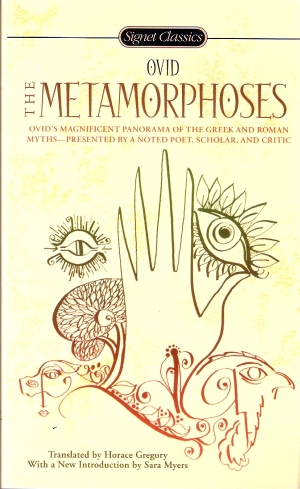 Signet Classics
OVID
THE METAMORPHOSES
OVID'S MAGNIFICENT PANORAMA OF THE GREEK AND ROMAN
MYTHS—PRESENTED BY A NOTED POET, SCHOLAR, AND CRITIC
Translated by Horace Gregory
With a New Introduction by Sara Myers